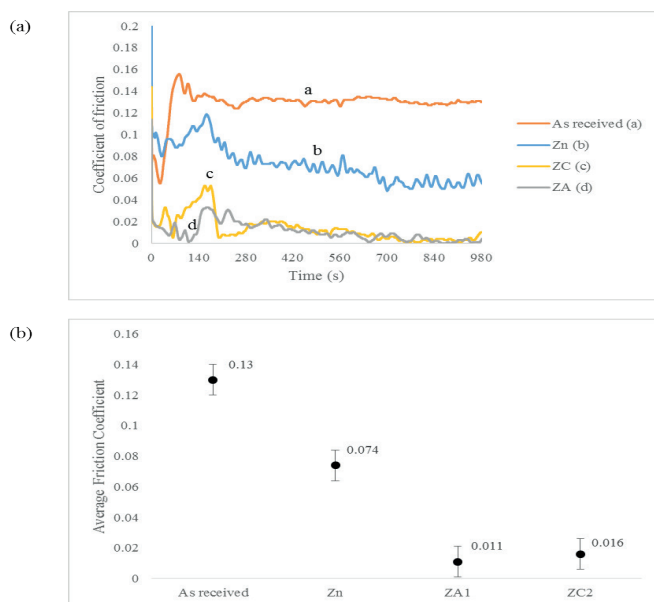 (a)
0.2
0.18
0.16
0.14
0.12
0.1
0.08
0.06
0.04
0.02
0
Coefficient of friction
a
b
c
d
As received (a)
Zn (b)
ZC (c)
ZA (d)
0 140 280 420 560 700 840 980
Time (s)
(b)
0.16
0.14
0.12
0.1
0.08
0.06
0.04
0.02
0
Average Friction Coefficient
0.13
0.074
0.011
0.016
As received Zn ZA1 ZC2